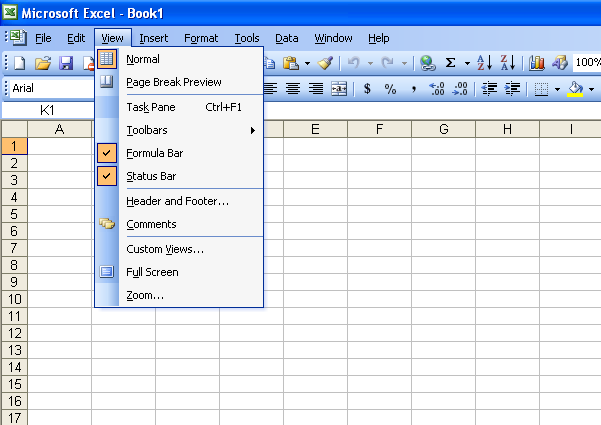 Microsoft Excel - Book1
File Edit View Insert Format Tools Data Window Help
Σ 100%
Arial $ % ,
K1
Normal
Page Break Preview
Task Pane Ctrl+F1
Toolbars
Formula Bar
Status Bar
Header and Footer...
Comments
Custom Views...
Full Screen
Zoom...
A E F G H I
1
2
3
4
5
6
7
8
9
10
11
12
13
14
15
16
17